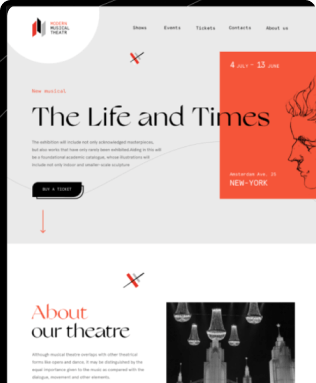 MODERN
MUSICAL
THEATR
Shows
Events
Tickets
Contacts
About us
4 JULY - 13 JUNE
New musical
The Life and Times
The exhibition will include not only acknowledged masterpieces,
but also works that have only rarely been exhibited. Aiding in this will
be a foundational academic catalogue, whose illustrations will
include not only indoor and smaller-scale sculpture
Amsterdam Ave, 35
NEW-YORK
BUY A TICKET
About
our theatre
Although musical theatre overlaps with other theatrical
forms like opera and dance, it may be distinguished by the
equal importance given to the music as compared with the
dialogue, movement and other elements.